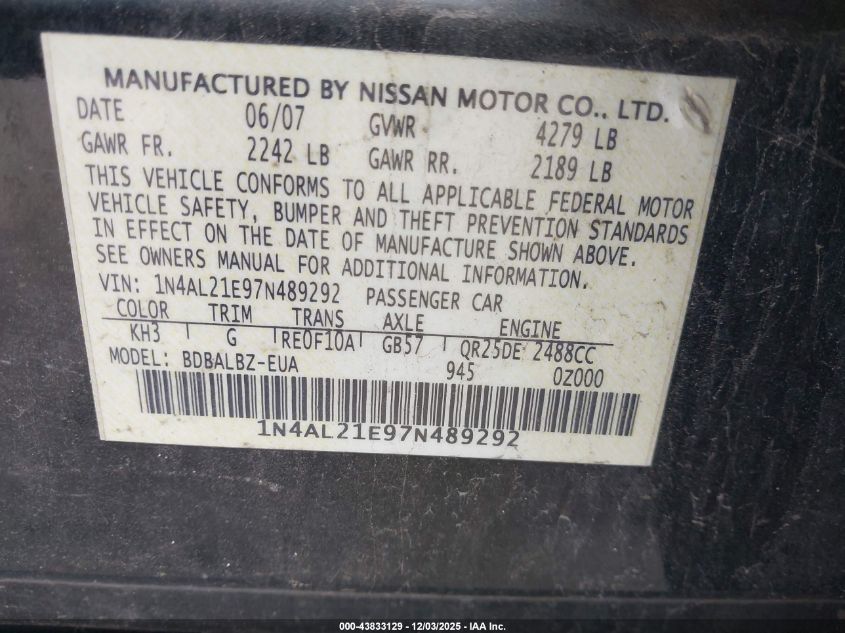 MANUFACTURED BY NISSAN MOTOR CO., LTD.
DATE 06/07 GVWR 4279 LB
GAWR FR. 2242 LB GAWR RR. 2189 LB
THIS VEHICLE CONFORMS TO ALL APPLICABLE FEDERAL MOTOR
VEHICLE SAFETY, BUMPER AND THEFT PREVENTION STANDARDS
IN EFFECT ON THE DATE OF MANUFACTURE SHOWN ABOVE.
SEE OWNERS MANUAL FOR ADDITIONAL INFORMATION.
VIN: 1N4AL21E97N489292 PASSENGER CAR
COLOR TRIM TRANS AXLE ENGINE
KH3 G RE0F10A GB57 QR25DE 2488CC
MODEL: BDBALBZ-EUA 945 0Z000
1N4AL21E97N489292
000-43833129 - 12/03/2025 - IAA Inc.